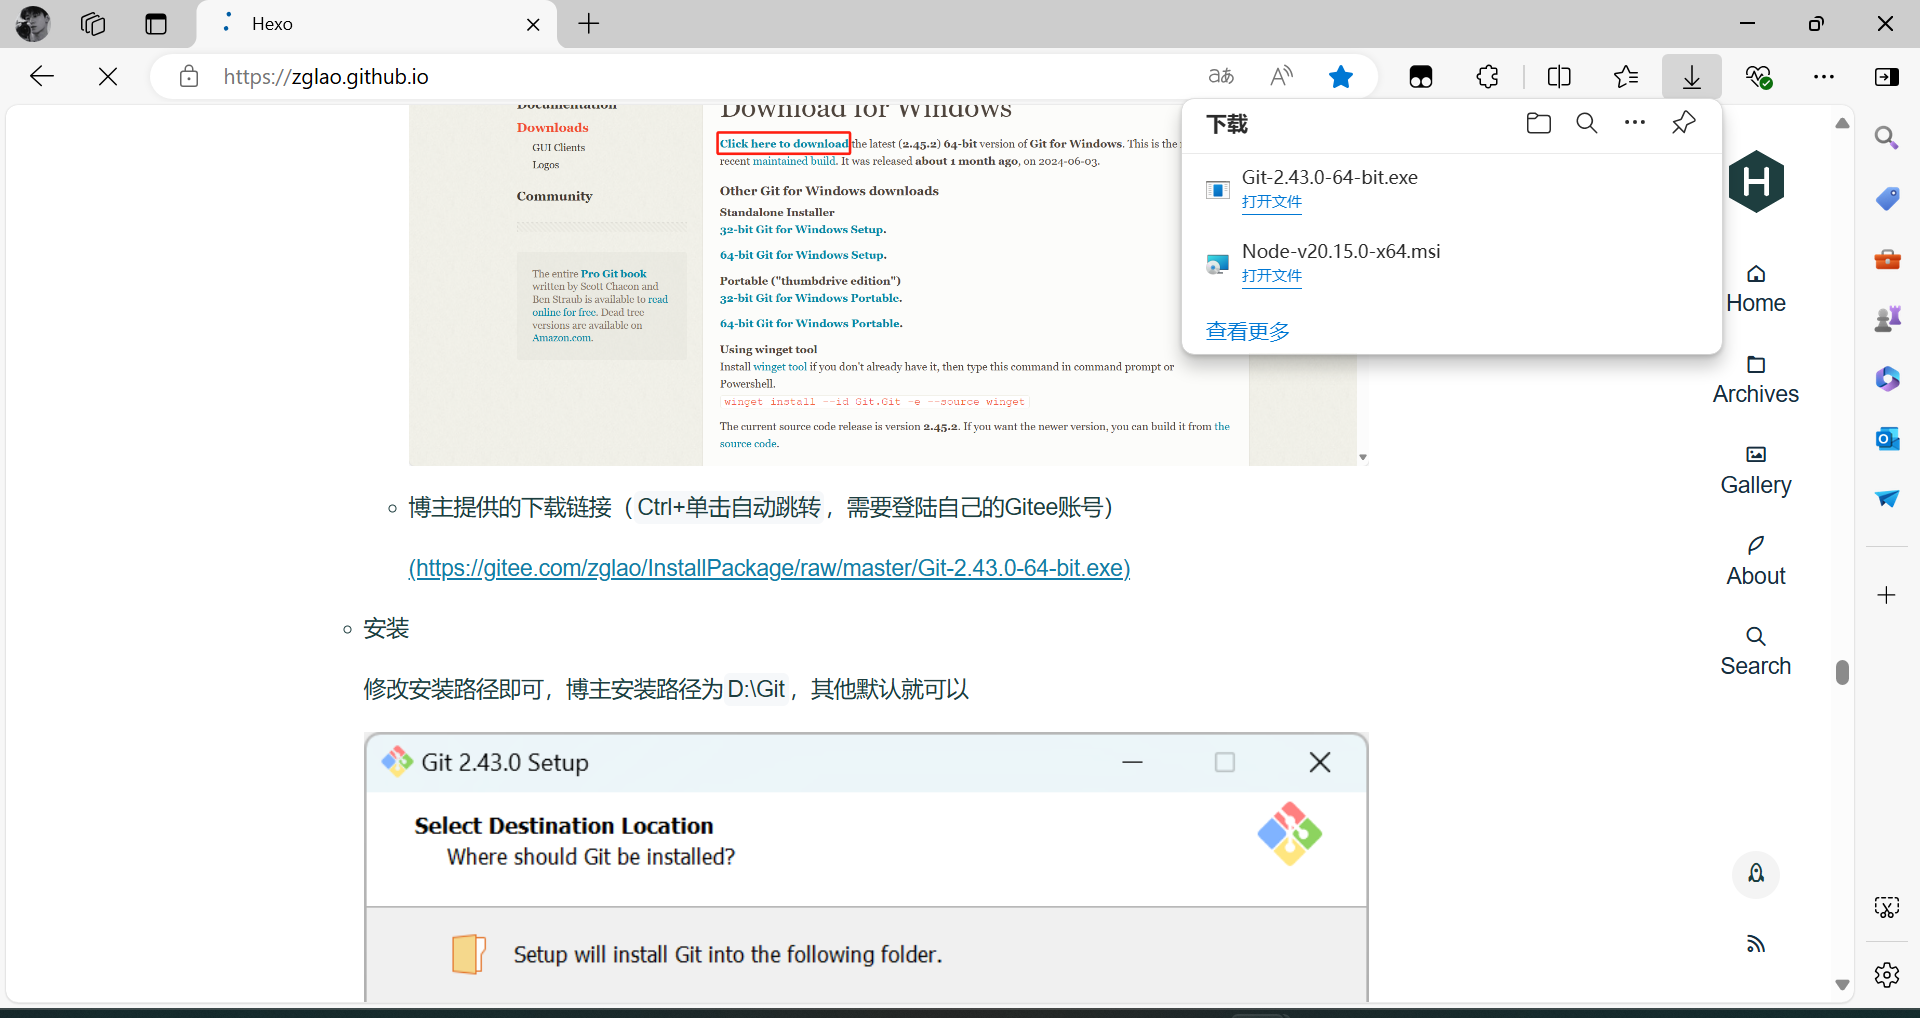 Hexo
https://zglao.github.io
Documentation
Downloads
GUI Clients
Logos
Community
The entire Pro Git book
written by Scott Chacon and
Ben Straub is available to read
online for free. Dead tree
versions are available on
Amazon.com.
Download for Windows
Click here to download the latest (2.45.2) 64-bit version of Git for Windows. This is the
recent maintained build. It was released about 1 month ago, on 2024-06-03.
Other Git for Windows downloads
Standalone Installer
32-bit Git for Windows Setup.
64-bit Git for Windows Setup.
Portable ("thumbdrive edition")
32-bit Git for Windows Portable.
64-bit Git for Windows Portable.
Using winget tool
Install winget tool if you don't already have it, then type this command in command prompt or
Powershell.
winget install --id Git.Git -e --source winget
The current source code release is version 2.45.2. If you want the newer version, you can build it from the
source code.
下载
Git-2.43.0-64-bit.exe
打开文件
Node-v20.15.0-x64.msi
打开文件
查看更多
博主提供的下载链接（Ctrl+单击自动跳转，需要登陆自己的Gitee账号）
(https://gitee.com/zglao/InstallPackage/raw/master/Git-2.43.0-64-bit.exe)
安装
修改安装路径即可，博主安装路径为D:\Git，其他默认就可以
Git 2.43.0 Setup
Select Destination Location
Where should Git be installed?
Setup will install Git into the following folder.
H
Home
Archives
Gallery
About
Search